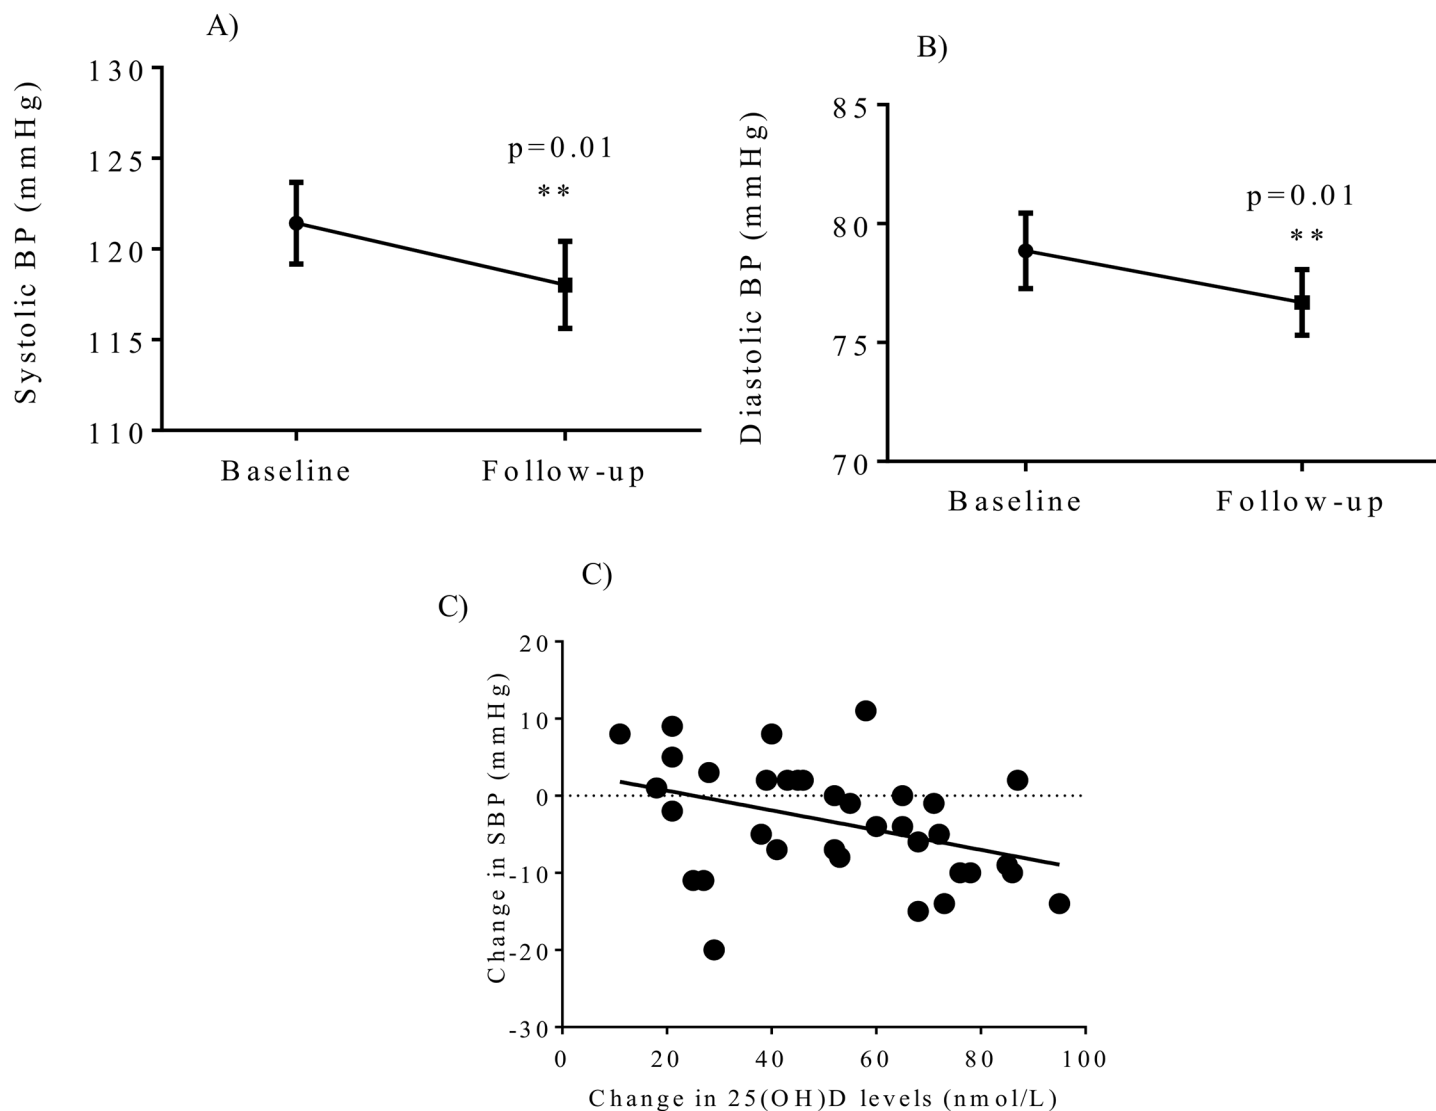 A)
Systolic BP (mmHg)
130
125
120
115
110
p=0.01
**
Baseline Follow-up
B)
Diastolic BP (mmHg)
85
80
75
70
p=0.01
**
Baseline Follow-up
C)
C)
Change in SBP (mmHg)
20
10
0
-10
-20
-30
0 20 40 60 80 100
Change in 25(OH)D levels (nmol/L)